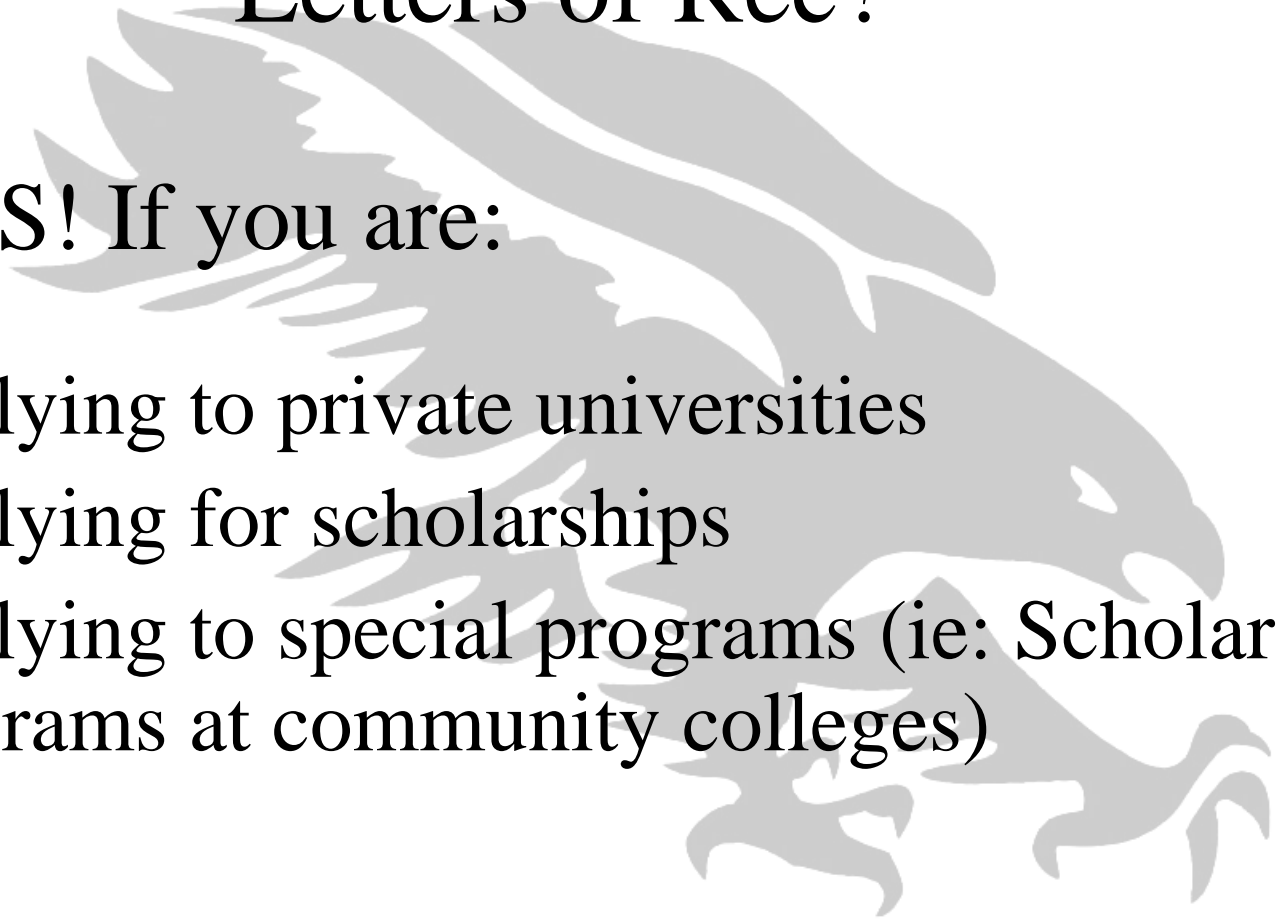 Letters of Rec?
S! If you are:
lying to private universities
lying for scholarships
lying to special programs (ie: Scholar
rams at community colleges)